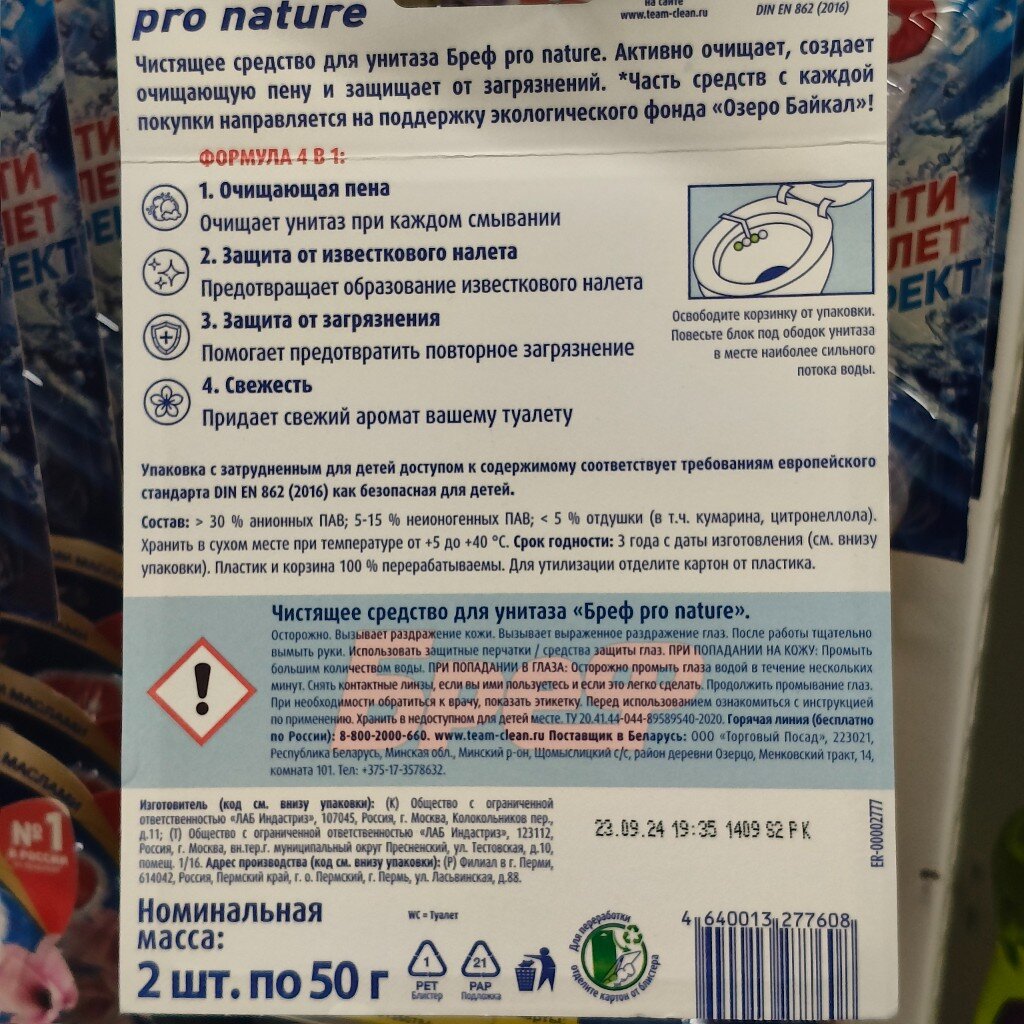 pro nature
на сайте
www.team-clean.ru
DIN EN 862 (2016)
Чистящее средство для унитаза Бреф pro nature. Активно очищает, создает
очищающую пену и защищает от загрязнений. *Часть средств с каждой
покупки направляется на поддержку экологического фонда «Озеро Байкал»!
ФОРМУЛА 4 В 1:
1. Очищающая пена
Очищает унитаз при каждом смывании
2. Защита от известкового налета
Предотвращает образование известкового налета
3. Защита от загрязнения
Помогает предотвратить повторное загрязнение
4. Свежесть
Придает свежий аромат вашему туалету
Освободите корзинку от упаковки.
Повесьте блок под ободок унитаза
в месте наиболее сильного
потока воды.
Упаковка с затрудненным для детей доступом к содержимому соответствует требованиям европейского
стандарта DIN EN 862 (2016) как безопасная для детей.
Состав: > 30 % анионных ПАВ; 5-15 % неионогенных ПАВ; < 5 % отдушки (в т.ч. кумарина, цитронеллола).
Хранить в сухом месте при температуре от +5 до +40 °С. Срок годности: 3 года с даты изготовления (см. внизу
упаковки). Пластик и корзина 100 % перерабатываемы. Для утилизации отделите картон от пластика.
Чистящее средство для унитаза «Бреф pro nature».
Осторожно. Вызывает раздражение кожи. Вызывает выраженное раздражение глаз. После работы тщательно
вымыть руки. Использовать защитные перчатки / средства защиты глаз. ПРИ ПОПАДАНИИ НА КОЖУ: Промыть
большим количеством воды. ПРИ ПОПАДАНИИ В ГЛАЗА: Осторожно промыть глаза водой в течение нескольких
минут. Снять контактные линзы, если вы ими пользуетесь и если это легко сделать. Продолжить промывание глаз.
При необходимости обратиться к врачу, показать этикетку. Перед использованием ознакомиться с инструкцией
по применению. Хранить в недоступном для детей месте. ТУ 20.41.44-044-89589540-2020. Горячая линия (бесплатно
по России): 8-800-2000-660. www.team-clean.ru Поставщик в Беларусь: ООО «Торговый Посад», 223021,
Республика Беларусь, Минская обл., Минский р-он, Щомыслицкий с/с, район деревни Озерцо, Менковский тракт, 14,
комната 101. Тел: +375-17-3578632.
Изготовитель (код см. внизу упаковки): (К) Общество с ограниченной
ответственностью «ЛАБ Индастриз», 107045, Россия, г. Москва, Колокольников пер.,
д.11; (Т) Общество с ограниченной ответственностью «ЛАБ Индастриз», 123112,
Россия, г. Москва, вн.тер.г. муниципальный округ Пресненский, ул. Тестовская, д.10,
помещ. 1/16. Адрес производства (код см. внизу упаковки): (Р) Филиал в г. Перми,
614042, Россия, Пермский край, г. о. Пермский, г. Пермь, ул. Ласьвинская, д.88.
23.09.24 19:35 1409 S2 P K
ER-00002777
Номинальная
масса:
2 шт. по 50 г
WC = Туалет
1
PET
Блистер
21
PAP
Подложка
Для переработки
отделите картон от блистера
4 640013 277608
№1
В РОССИИ
МАСЛАМИ